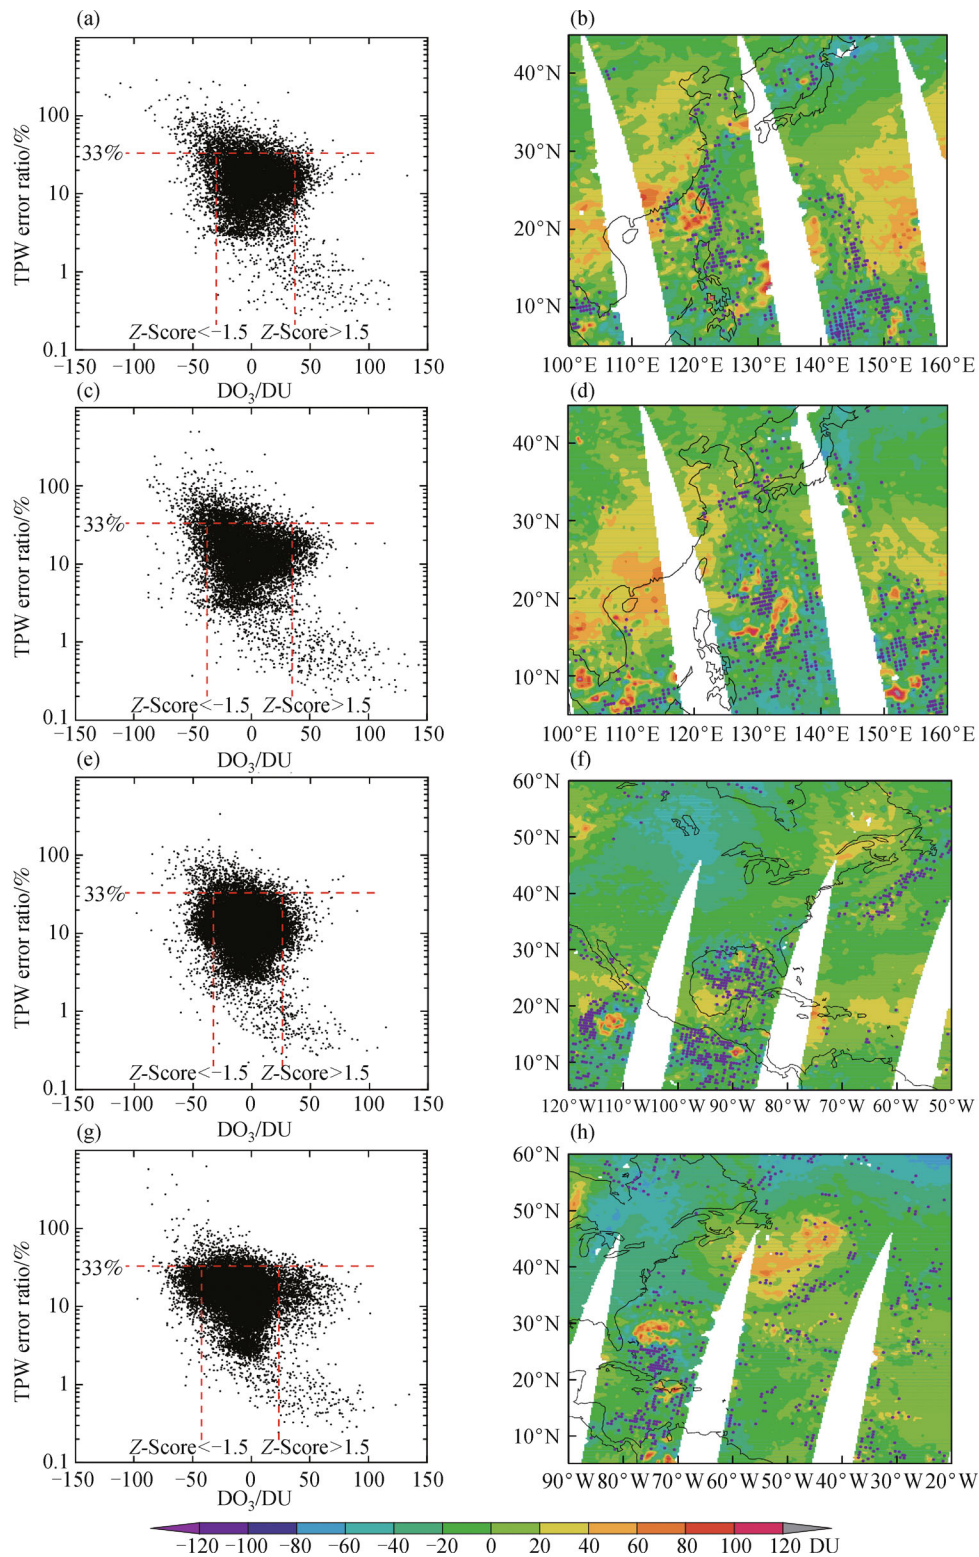 (a)
(b)
TPW error ratio/%
100
33%
10
1
0.1
Z-Score<−1.5 Z-Score>1.5
−150 −100 −50 0 50 100 150
DO₃/DU
40°N
30°N
20°N
10°N
100°E 110°E 120°E 130°E 140°E 150°E 160°E
(c)
(d)
TPW error ratio/%
100
33%
10
1
0.1
Z-Score<−1.5 Z-Score>1.5
−150 −100 −50 0 50 100 150
DO₃/DU
40°N
30°N
20°N
10°N
100°E 110°E 120°E 130°E 140°E 150°E 160°E
(e)
(f)
TPW error ratio/%
100
33%
10
1
0.1
Z-Score<−1.5 Z-Score>1.5
−150 −100 −50 0 50 100 150
DO₃/DU
60°N
50°N
40°N
30°N
20°N
10°N
120°W 110°W 100°W 90°W 80°W 70°W 60°W 50°W
(g)
(h)
TPW error ratio/%
100
33%
10
1
0.1
Z-Score<−1.5 Z-Score>1.5
−150 −100 −50 0 50 100 150
DO₃/DU
60°N
50°N
40°N
30°N
20°N
10°N
90°W 80°W 70°W 60°W 50°W 40°W 30°W 20°W
−120 −100 −80 −60 −40 −20 0 20 40 60 80 100 120 DU